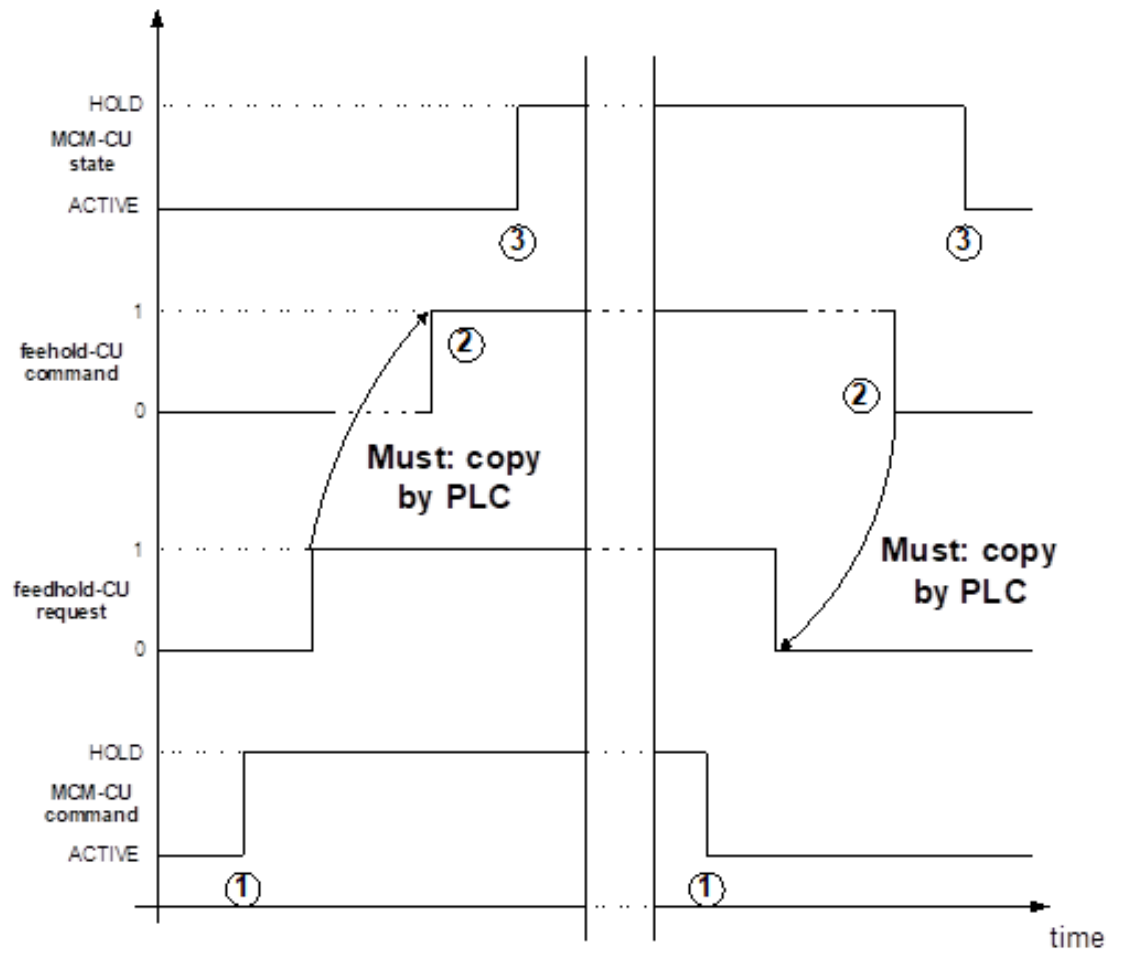 HOLD
MCM-CU
state
ACTIVE
3
3
1
feehold-CU
command
0
2
2
Must: copy
by PLC
1
feedhold-CU
request
0
Must: copy
by PLC
HOLD
MCM-CU
command
ACTIVE
1
1
time